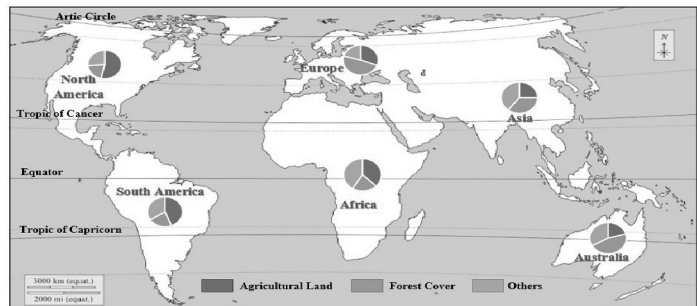 Artic Circle
North
America
Europe
Asia
Tropic of Cancer
Equator
South America
Africa
Tropic of Capricorn
Australia
3000 km (equat.)
2000 mi (equat.)
Agricultural Land
Forest Cover
Others